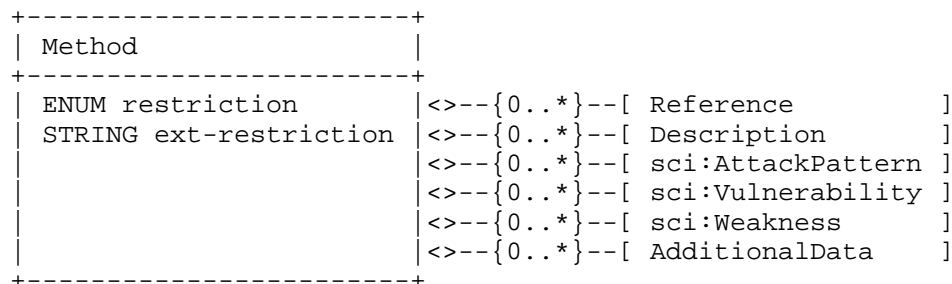 +------------------------+
| Method                 |
+------------------------+
| ENUM restriction       |<>--{0..*}--[ Reference         ]
| STRING ext-restriction |<>--{0..*}--[ Description       ]
|                        |<>--{0..*}--[ sci:AttackPattern ]
|                        |<>--{0..*}--[ sci:Vulnerability ]
|                        |<>--{0..*}--[ sci:Weakness      ]
|                        |<>--{0..*}--[ AdditionalData    ]
+------------------------+